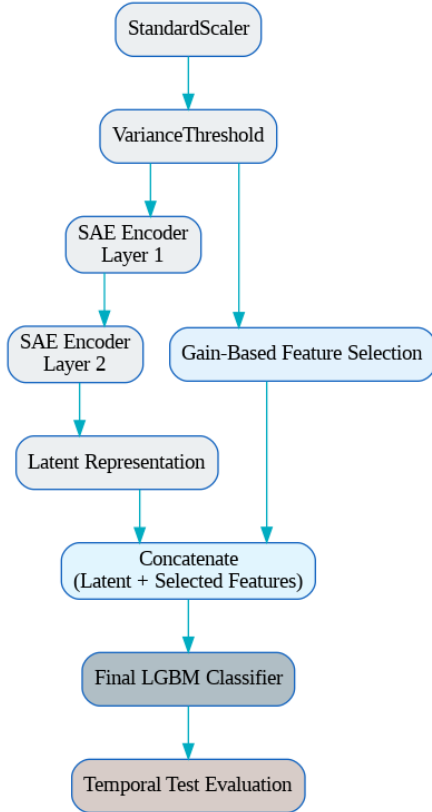 StandardScaler
VarianceThreshold
SAE Encoder
Layer 1
SAE Encoder
Layer 2
Gain-Based Feature Selection
Latent Representation
Concatenate
(Latent + Selected Features)
Final LGBM Classifier
Temporal Test Evaluation